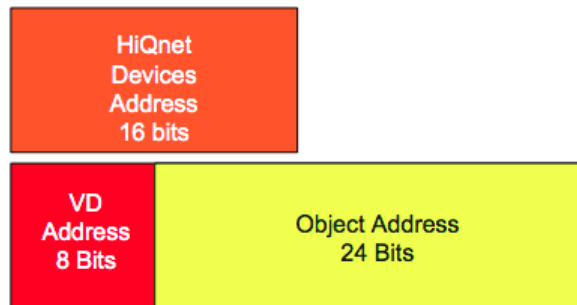 HiQnet
Devices
Address
16 bits
VD
Address
8 Bits
Object Address
24 Bits